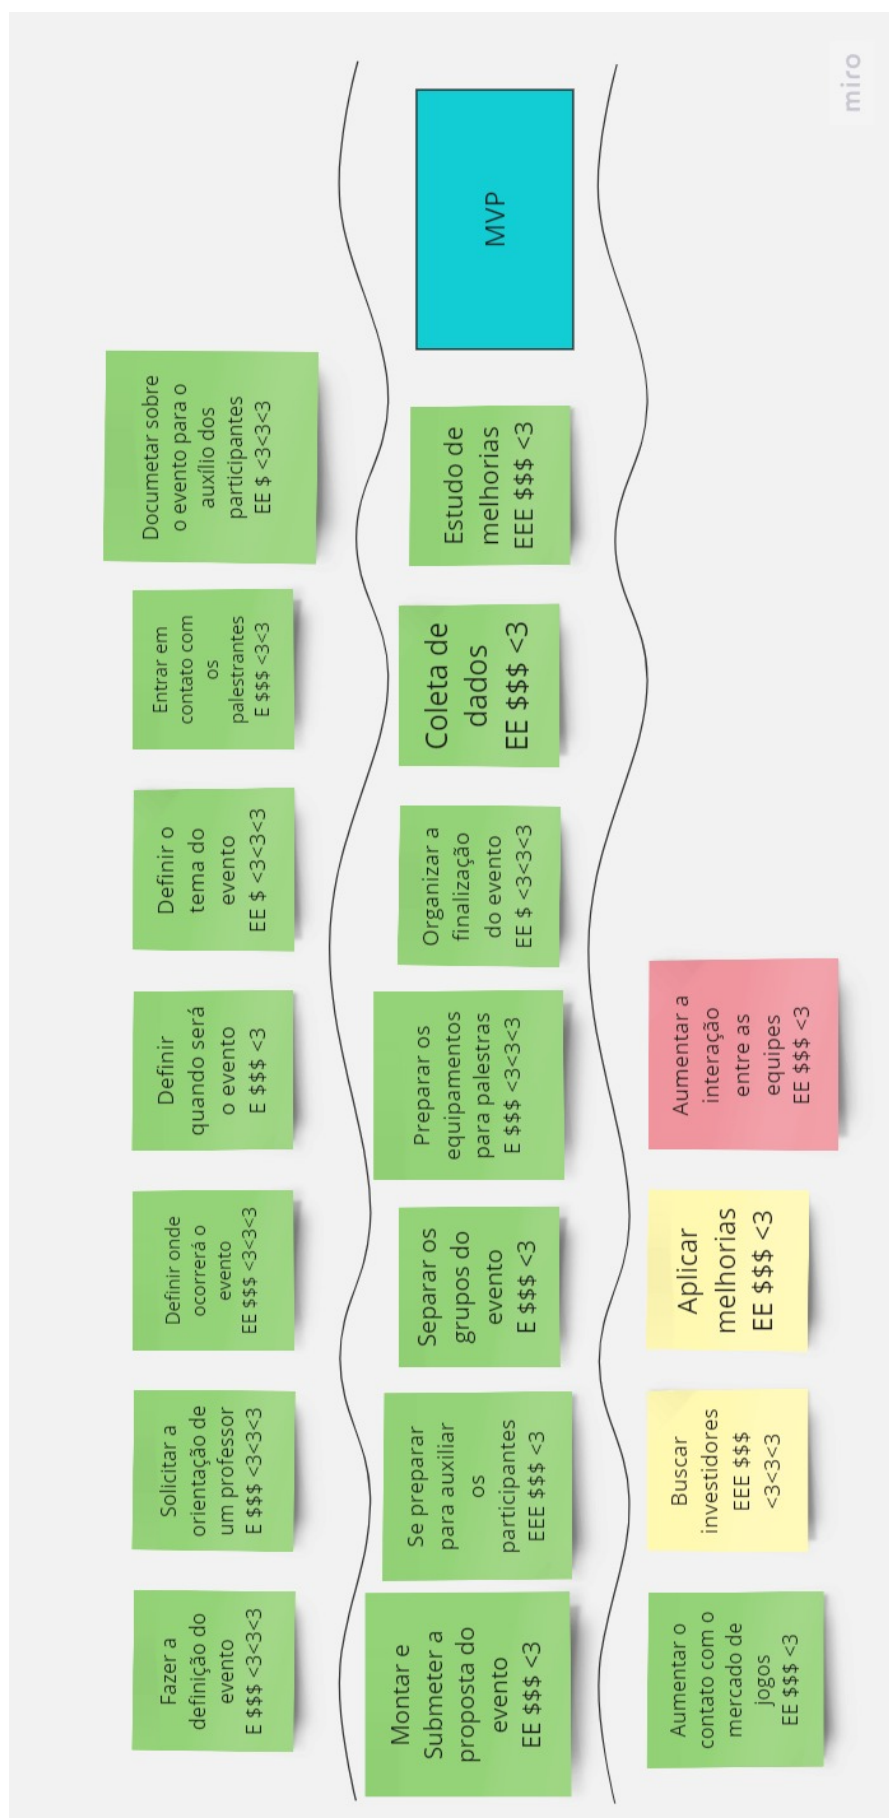 Fazer a
definição do
evento
E $$$ <3<3<3
Solicitar a
orientação de
um professor
E $$$ <3<3<3
Definir onde
ocorrerá o
evento
EE $$$ <3<3<3
Definir
quando será
o evento
E $$$ <3
Definir o
tema do
evento
EE $ <3<3<3
Entrar em
contato com
os
palestrantes
E $$$ <3<3
Documetar sobre
o evento para o
auxílio dos
participantes
EE $ <3<3<3
Montar e
Submeter a
proposta do
evento
EE $$$ <3
Se preparar
para auxiliar
os
participantes
EEE $$$ <3
Separar os
grupos do
evento
E $$$ <3
Preparar os
equipamentos
para palestras
E $$$ <3<3<3
Organizar a
finalização
do evento
EE $ <3<3<3
Coleta de
dados
EE $$$ <3
Estudo de
melhorias
EEE $$$ <3
MVP
Aumentar o
contato com o
mercado de
jogos
EE $$$ <3
Buscar
investidores
EEE $$$
<3<3<3
Aplicar
melhorias
EE $$$ <3
Aumentar a
interação
entre as
equipes
EE $$$ <3
miro